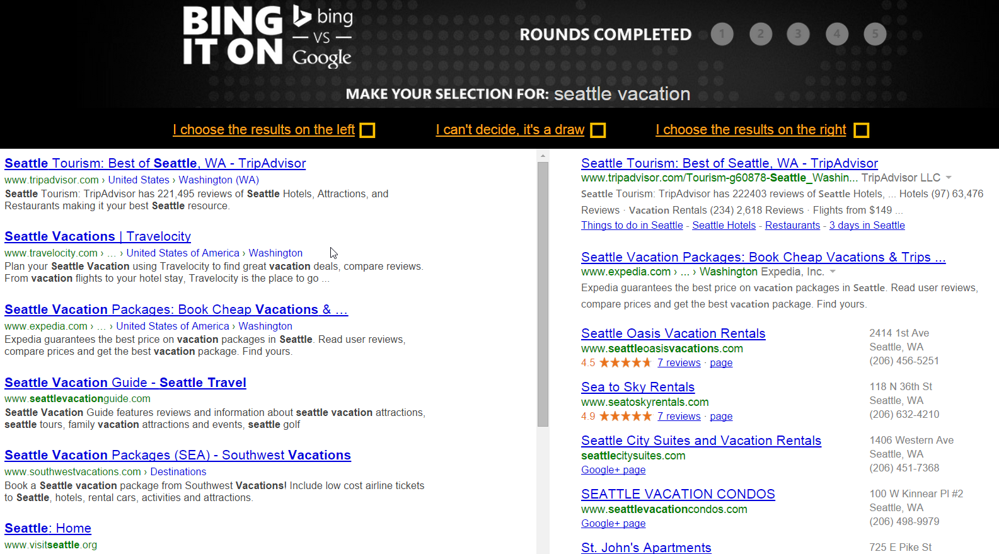 BING
IT ON
bing
VS
Google
ROUNDS COMPLETED 1 2 3 4 5
MAKE YOUR SELECTION FOR: seattle vacation
I choose the results on the left
I can't decide, it's a draw
I choose the results on the right
Seattle Tourism: Best of Seattle, WA - TripAdvisor
www.tripadvisor.com › United States › Washington (WA)
Seattle Tourism: TripAdvisor has 221,495 reviews of Seattle Hotels, Attractions, and
Restaurants making it your best Seattle resource.
Seattle Vacations | Travelocity
www.travelocity.com › ... › United States of America › Washington
Plan your Seattle Vacation using Travelocity to find great vacation deals, compare reviews.
From vacation flights to your hotel stay, Travelocity is the place to go ...
Seattle Vacation Packages: Book Cheap Vacations & ...
www.expedia.com › ... › United States of America › Washington
Expedia guarantees the best price on vacation packages in Seattle. Read user reviews,
compare prices and get the best vacation package. Find yours.
Seattle Vacation Guide - Seattle Travel
www.seattlevacationguide.com
Seattle Vacation Guide features reviews and information about seattle vacation attractions,
seattle tours, family vacation attractions and events, seattle golf
Seattle Vacation Packages (SEA) - Southwest Vacations
www.southwestvacations.com › Destinations
Book a Seattle vacation package from Southwest Vacations! Include low cost airline tickets
to Seattle, hotels, rental cars, activities and attractions.
Seattle: Home
www.visitseattle.org
Seattle Tourism: Best of Seattle, WA - TripAdvisor
www.tripadvisor.com/Tourism-g60878-Seattle_Washin... TripAdvisor LLC
Seattle Tourism: TripAdvisor has 222403 reviews of Seattle Hotels, ... Hotels (97) 63,476
Reviews · Vacation Rentals (234) 2,618 Reviews · Flights from $149 ...
Things to do in Seattle - Seattle Hotels - Restaurants - 3 days in Seattle
Seattle Vacation Packages: Book Cheap Vacations & Trips ...
www.expedia.com › ... › Washington Expedia, Inc.
Expedia guarantees the best price on vacation packages in Seattle. Read user reviews,
compare prices and get the best vacation package. Find yours.
Seattle Oasis Vacation Rentals
www.seattleoasisvacations.com
4.5 7 reviews · page
2414 1st Ave
Seattle, WA
(206) 456-5251
Sea to Sky Rentals
www.seatoskyrentals.com
4.9 7 reviews · page
118 N 36th St
Seattle, WA
(206) 632-4210
Seattle City Suites and Vacation Rentals
seattlecitysuites.com
Google+ page
1406 Western Ave
Seattle, WA
(206) 451-7368
SEATTLE VACATION CONDOS
www.seattlevacationcondos.com
Google+ page
100 W Kinnear Pl #2
Seattle, WA
(206) 498-9979
St. John's Apartments
725 E Pike St